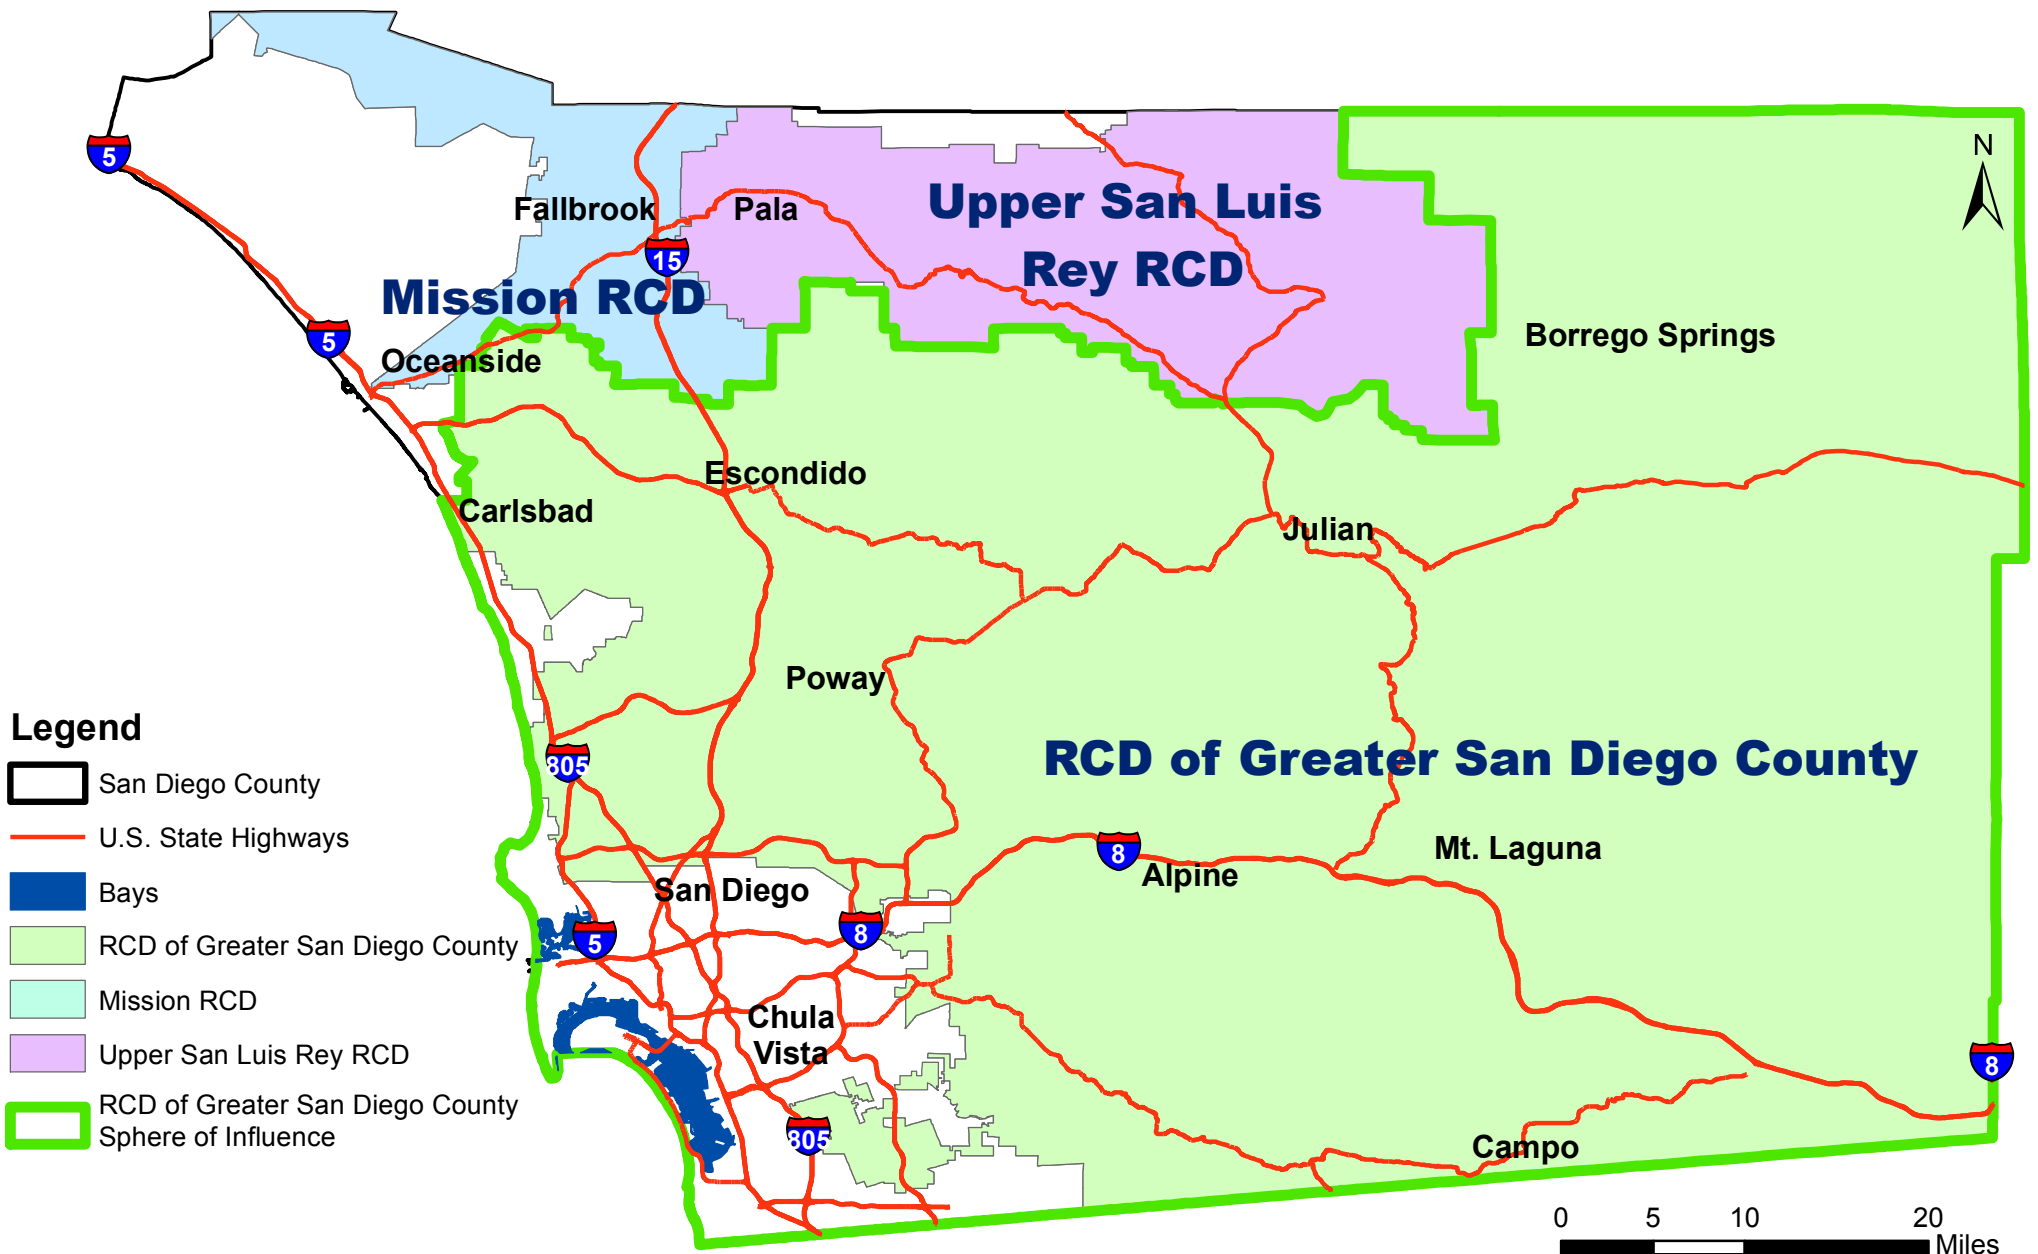 N
5
Fallbrook
Pala
Upper San Luis
Rey RCD
15
Mission RCD
5
Oceanside
Borrego Springs
Escondido
Carlsbad
Julian
Poway
RCD of Greater San Diego County
805
Mt. Laguna
8
Alpine
San Diego
5
8
Chula
Vista
8
805
Campo
Legend
San Diego County
U.S. State Highways
Bays
RCD of Greater San Diego County
Mission RCD
Upper San Luis Rey RCD
RCD of Greater San Diego County
Sphere of Influence
0 5 10 20
Miles